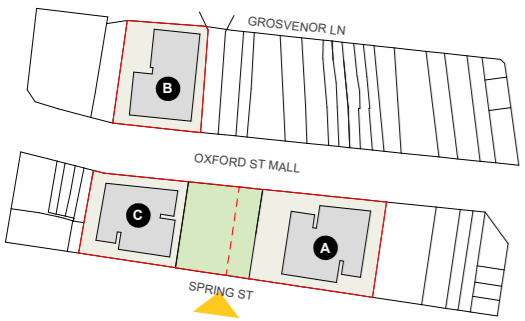 GROSVENOR LN
B
OXFORD ST MALL
C
A
SPRING ST